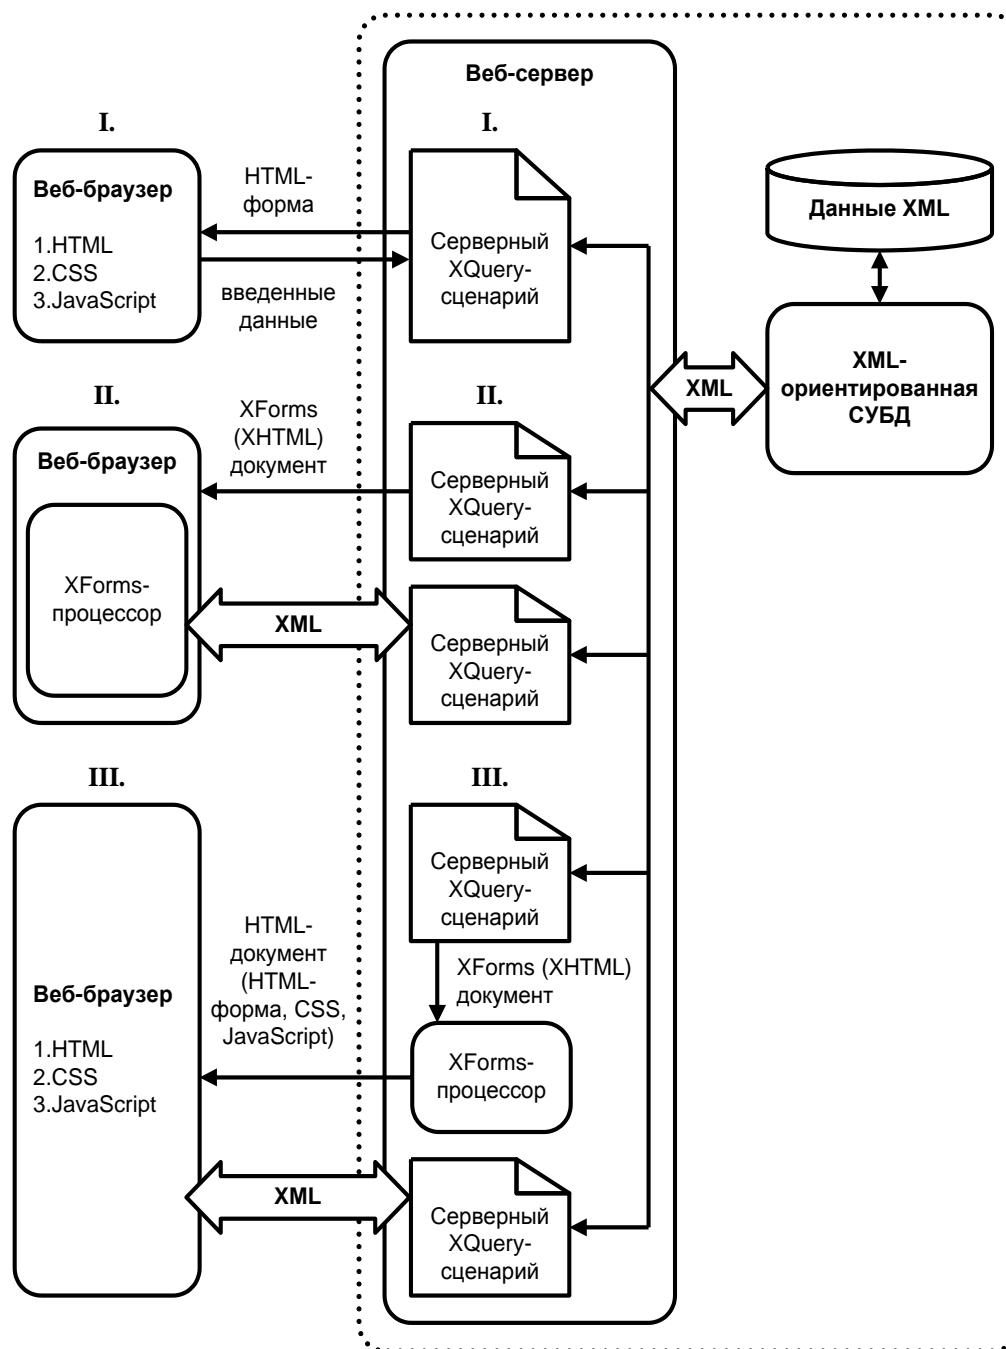 Веб-сервер
I.
I.
Веб-браузер
1.HTML
2.CSS
3.JavaScript
HTML-
форма
введенные
данные
Серверный
XQuery-
сценарий
Данные XML
XML-
ориентированная
СУБД
XML
II.
II.
Веб-браузер
XForms-
процессор
XForms
(XHTML)
документ
Серверный
XQuery-
сценарий
XML
Серверный
XQuery-
сценарий
III.
III.
Веб-браузер
1.HTML
2.CSS
3.JavaScript
HTML-
документ
(HTML-
форма, CSS,
JavaScript)
Серверный
XQuery-
сценарий
XForms (XHTML)
документ
XForms-
процессор
XML
Серверный
XQuery-
сценарий